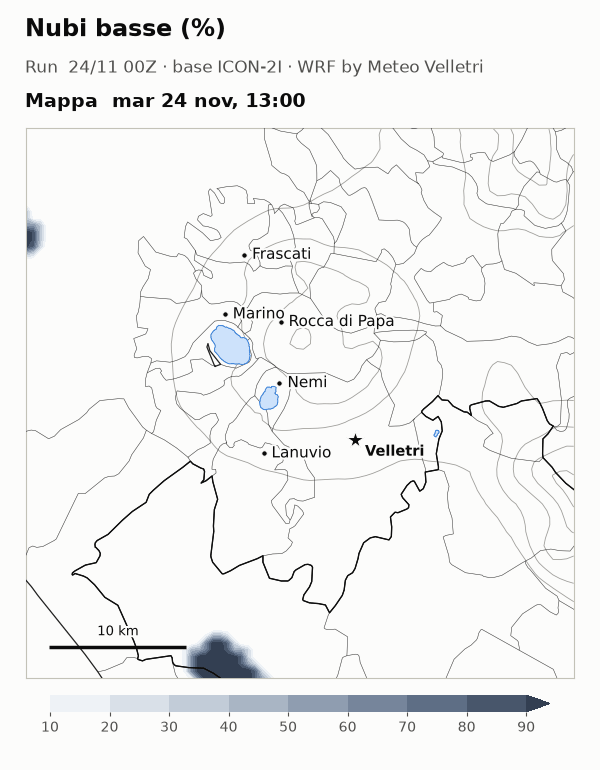 Nubi basse (%)
Run  24/11 00Z · base ICON-2I · WRF by Meteo Velletri
Mappa  mar 24 nov, 13:00
Frascati
Marino
Rocca di Papa
Nemi
Velletri
Lanuvio
10 km
10 20 30 40 50 60 70 80 90